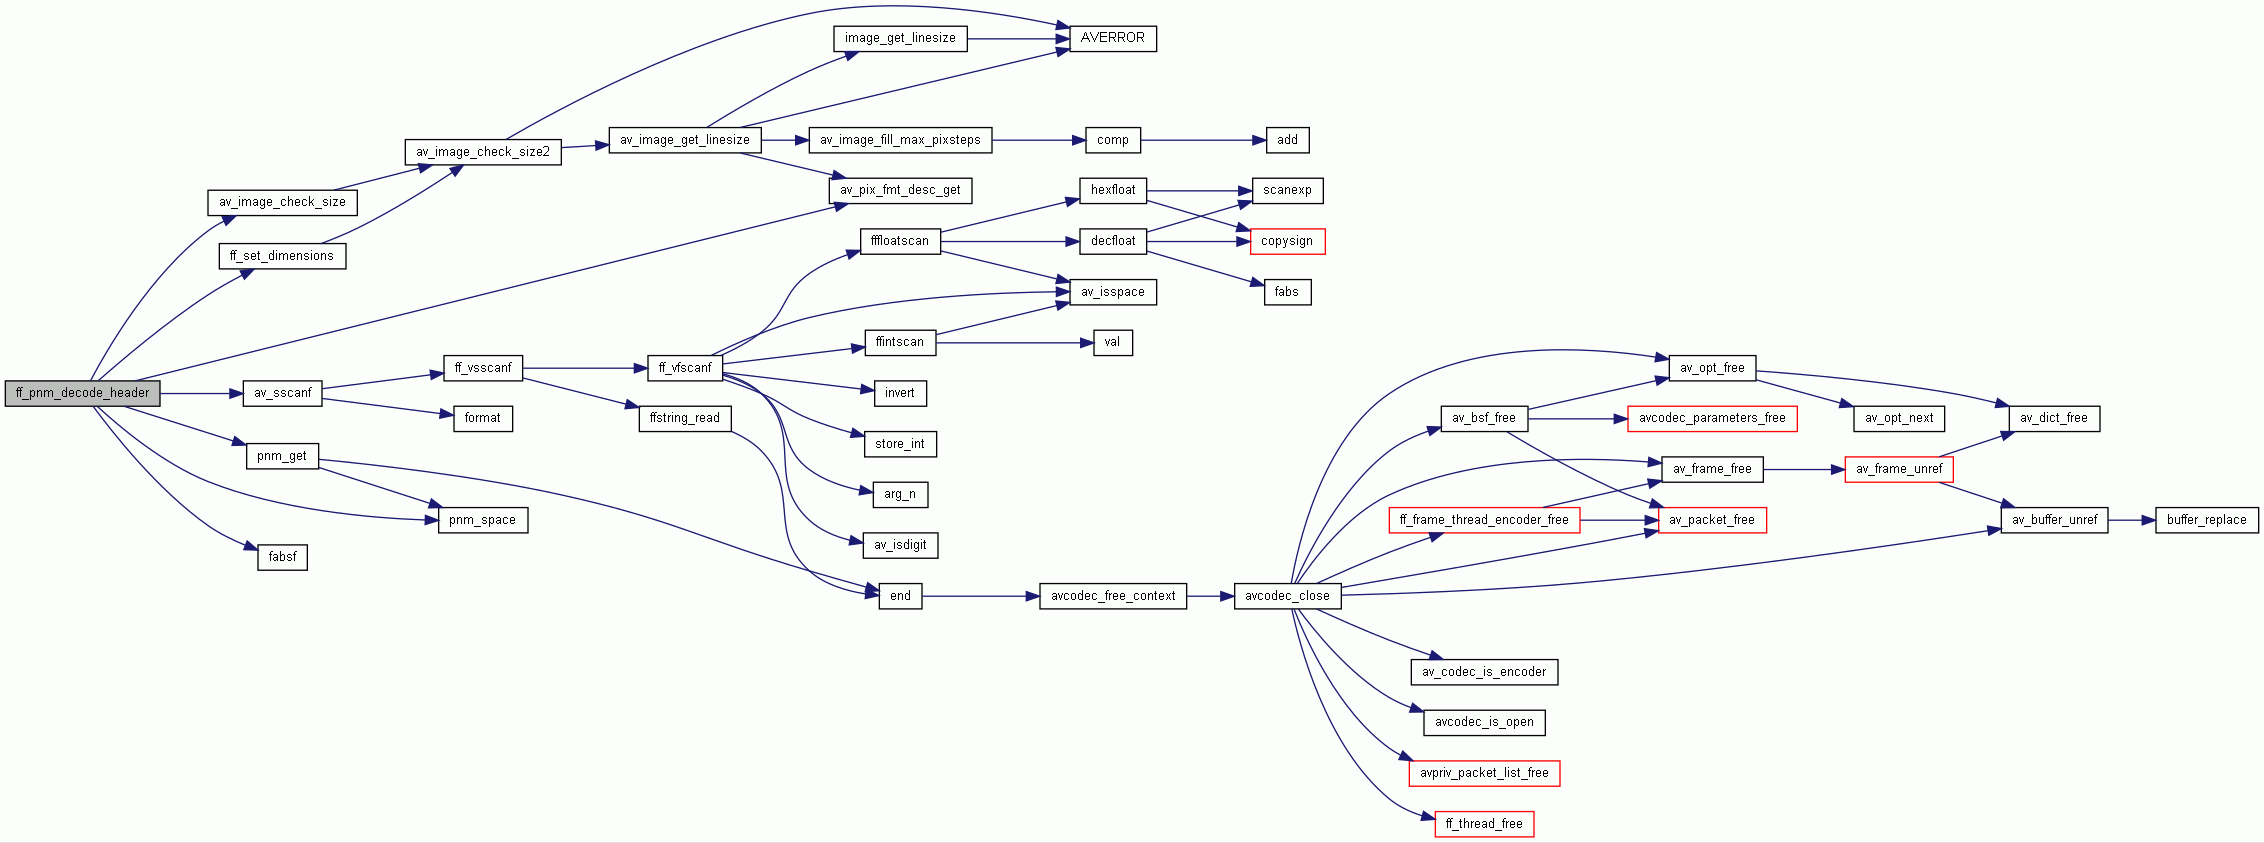 image_get_linesize
AVERROR
av_image_check_size2
av_image_get_linesize
av_image_fill_max_pixsteps
comp
add
av_image_check_size
av_pix_fmt_desc_get
hexfloat
scanexp
ff_set_dimensions
fffloatscan
decfloat
copysign
av_isspace
fabs
ffintscan
val
ff_pnm_decode_header
av_sscanf
ff_vsscanf
ff_vfscanf
invert
format
ffstring_read
store_int
pnm_get
arg_n
pnm_space
av_isdigit
fabsf
end
avcodec_free_context
avcodec_close
av_opt_free
av_bsf_free
avcodec_parameters_free
av_opt_next
av_dict_free
av_frame_free
av_frame_unref
ff_frame_thread_encoder_free
av_packet_free
av_buffer_unref
buffer_replace
av_codec_is_encoder
avcodec_is_open
avpriv_packet_list_free
ff_thread_free